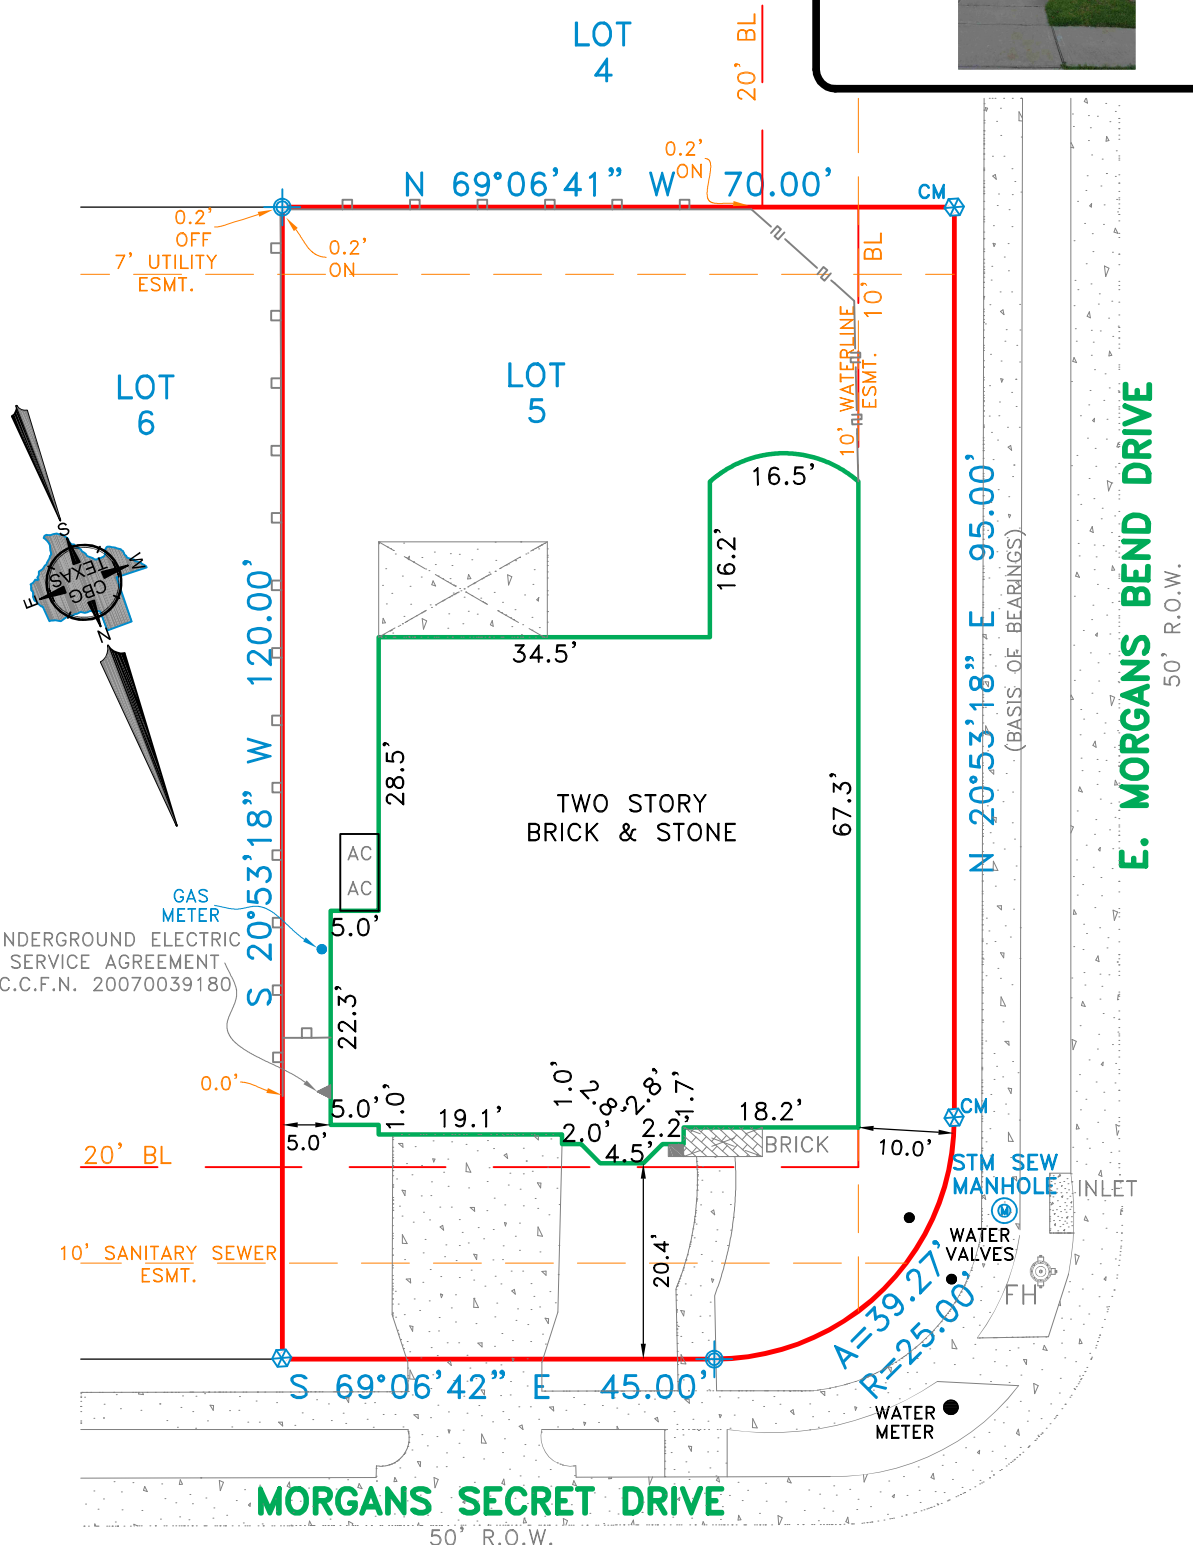 LOT
4
20' BL
0.2'
ON
N 69°06'41" W 70.00'
CM
0.2'
OFF
0.2'
ON
7' UTILITY
ESMT.
10' BL
10' WATERLINE
ESMT.
LOT
6
LOT
5
16.5'
16.2'
34.5'
S
W
E
N
CBG
TEXAS
S 20°53'18" W 120.00'
N 20°53'18" E 95.00'
(BASIS OF BEARINGS)
E. MORGANS BEND DRIVE
50' R.O.W.
28.5'
67.3'
TWO STORY
BRICK & STONE
AC
AC
GAS
METER
5.0'
NDERGROUND ELECTRIC
SERVICE AGREEMENT
C.C.F.N. 20070039180
22.3'
0.0'
5.0'
1.0'
19.1'
1.0'
2.8'
2.8'
1.7'
18.2'
CM
5.0'
2.0'
4.5'
2.2'
BRICK
10.0'
20' BL
STM SEW
MANHOLE
M
INLET
WATER
VALVES
10' SANITARY SEWER
ESMT.
20.4'
FH
A=39.27'
R=25.00'
S 69°06'42" E 45.00'
WATER
METER
MORGANS SECRET DRIVE
50' R.O.W.